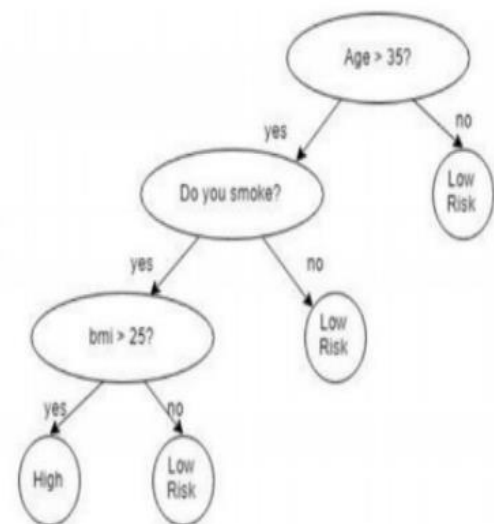 Age > 35?
yes
no
Do you smoke?
Low
Risk
yes
no
bmi > 25?
Low
Risk
yes
no
High
Low
Risk